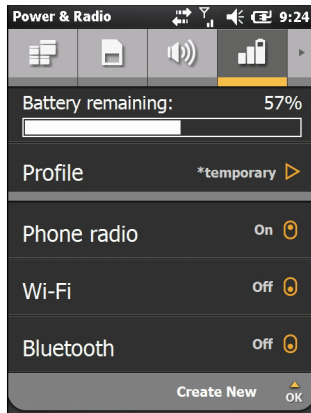 Power & Radio 9:24
Battery remaining: 57%
Profile *temporary
Phone radio On
Wi-Fi Off
Bluetooth Off
Create New OK